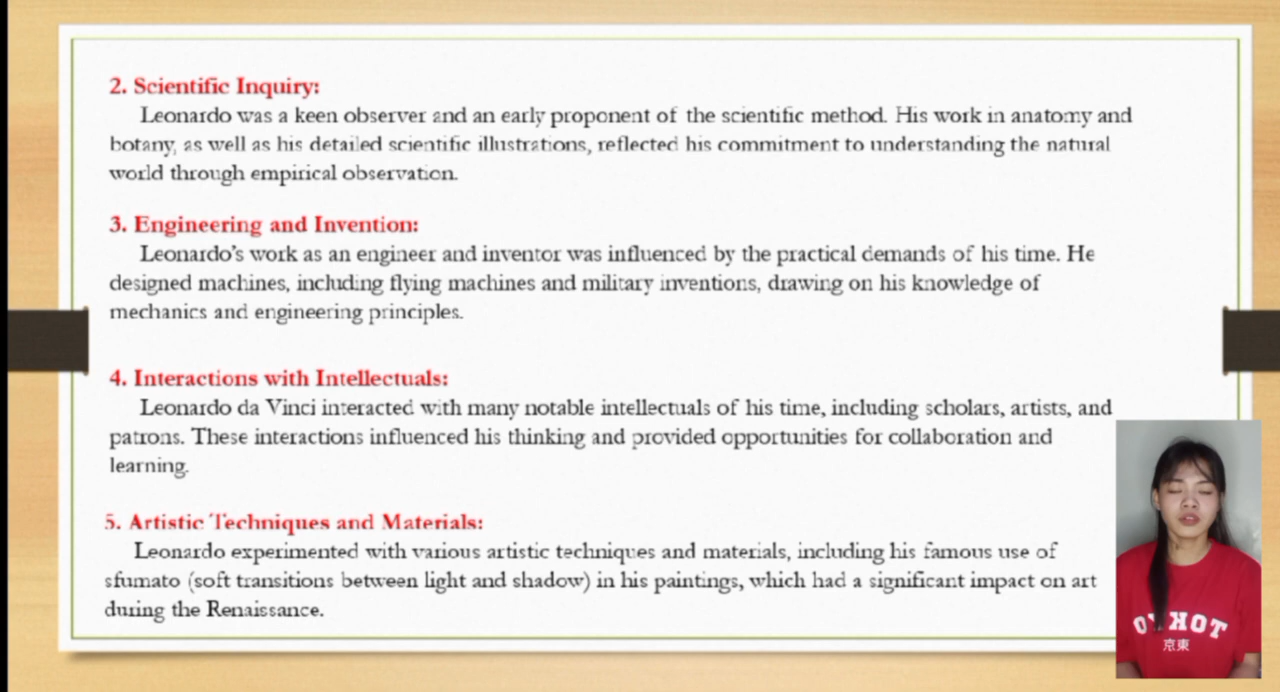 2. Scientific Inquiry:
Leonardo was a keen observer and an early proponent of the scientific method. His work in anatomy and
botany, as well as his detailed scientific illustrations, reflected his commitment to understanding the natural
world through empirical observation.
3. Engineering and Invention:
Leonardo's work as an engineer and inventor was influenced by the practical demands of his time. He
designed machines, including flying machines and military inventions, drawing on his knowledge of
mechanics and engineering principles.
4. Interactions with Intellectuals:
Leonardo da Vinci interacted with many notable intellectuals of his time, including scholars, artists, and
patrons. These interactions influenced his thinking and provided opportunities for collaboration and
learning.
5. Artistic Techniques and Materials:
Leonardo experimented with various artistic techniques and materials, including his famous use of
sfumato (soft transitions between light and shadow) in his paintings, which had a significant impact on art
during the Renaissance.
京東